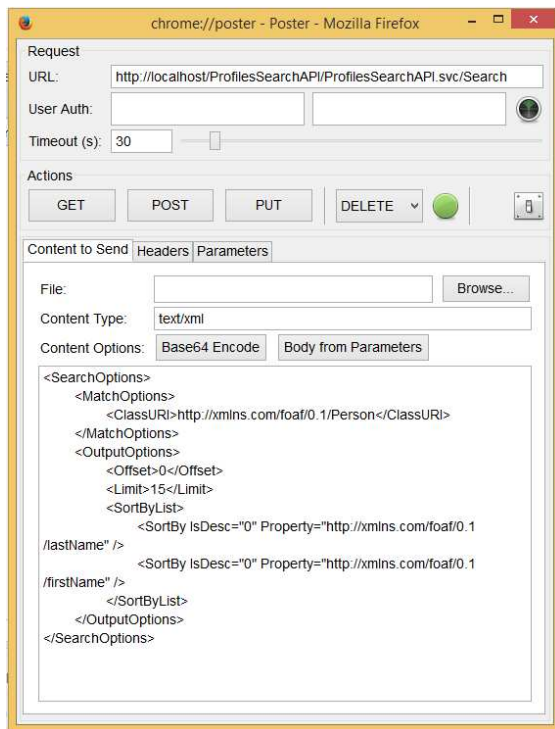 chrome://poster - Poster - Mozilla Firefox
Request
URL: http://localhost/ProfilesSearchAPI/ProfilesSearchAPI.svc/Search
User Auth:
Timeout (s): 30
Actions
GET POST PUT DELETE
Content to Send Headers Parameters
File: Browse...
Content Type: text/xml
Content Options: Base64 Encode Body from Parameters
<SearchOptions>
<MatchOptions>
<ClassURI>http://xmlns.com/foaf/0.1/Person</ClassURI>
</MatchOptions>
<OutputOptions>
<Offset>0</Offset>
<Limit>15</Limit>
<SortByList>
<SortBy IsDesc="0" Property="http://xmlns.com/foaf/0.1
/lastName" />
<SortBy IsDesc="0" Property="http://xmlns.com/foaf/0.1
/firstName" />
</SortByList>
</OutputOptions>
</SearchOptions>